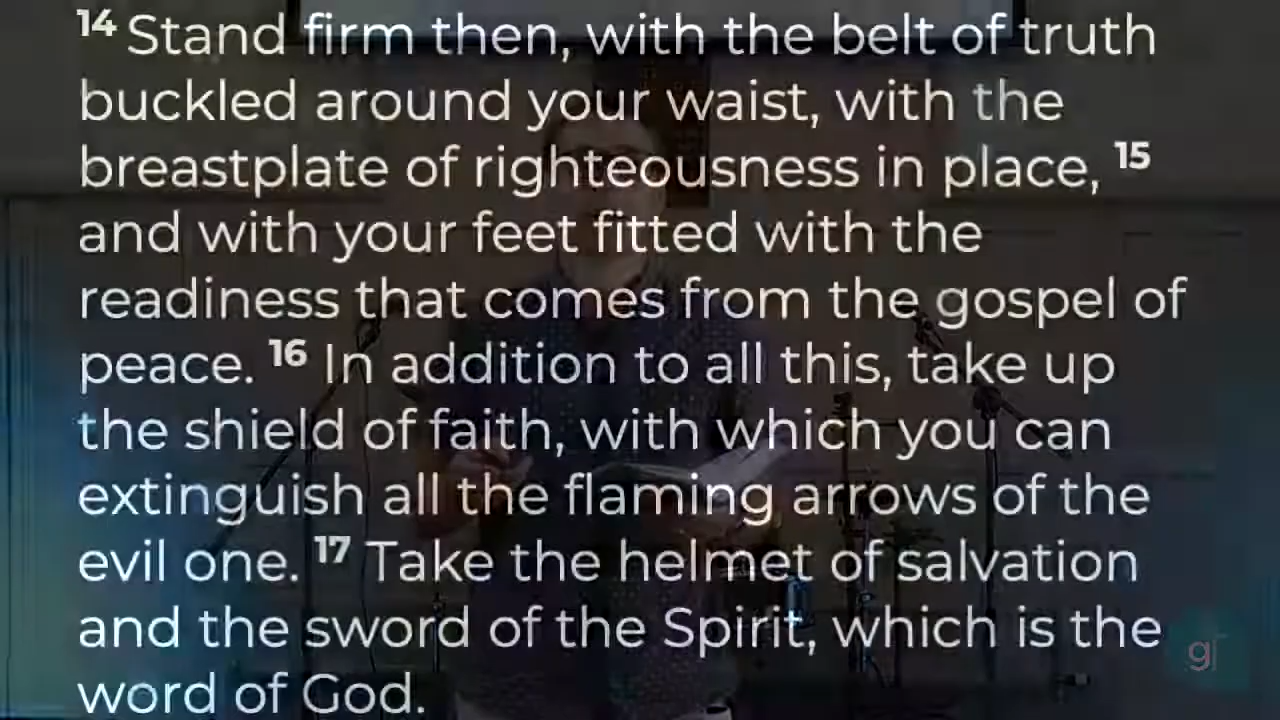 14 Stand firm then, with the belt of truth
buckled around your waist, with the
breastplate of righteousness in place, 15
and with your feet fitted with the
readiness that comes from the gospel of
peace. 16 In addition to all this, take up
the shield of faith, with which you can
extinguish all the flaming arrows of the
evil one. 17 Take the helmet of salvation
and the sword of the Spirit, which is the
word of God.